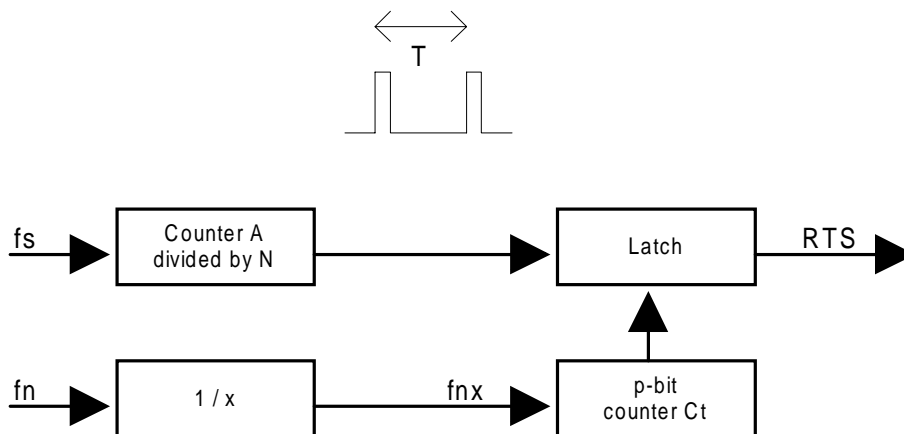 T
fs
Counter A
divided by N
Latch
RTS
fn
1 / x
fnx
p-bit
counter Ct